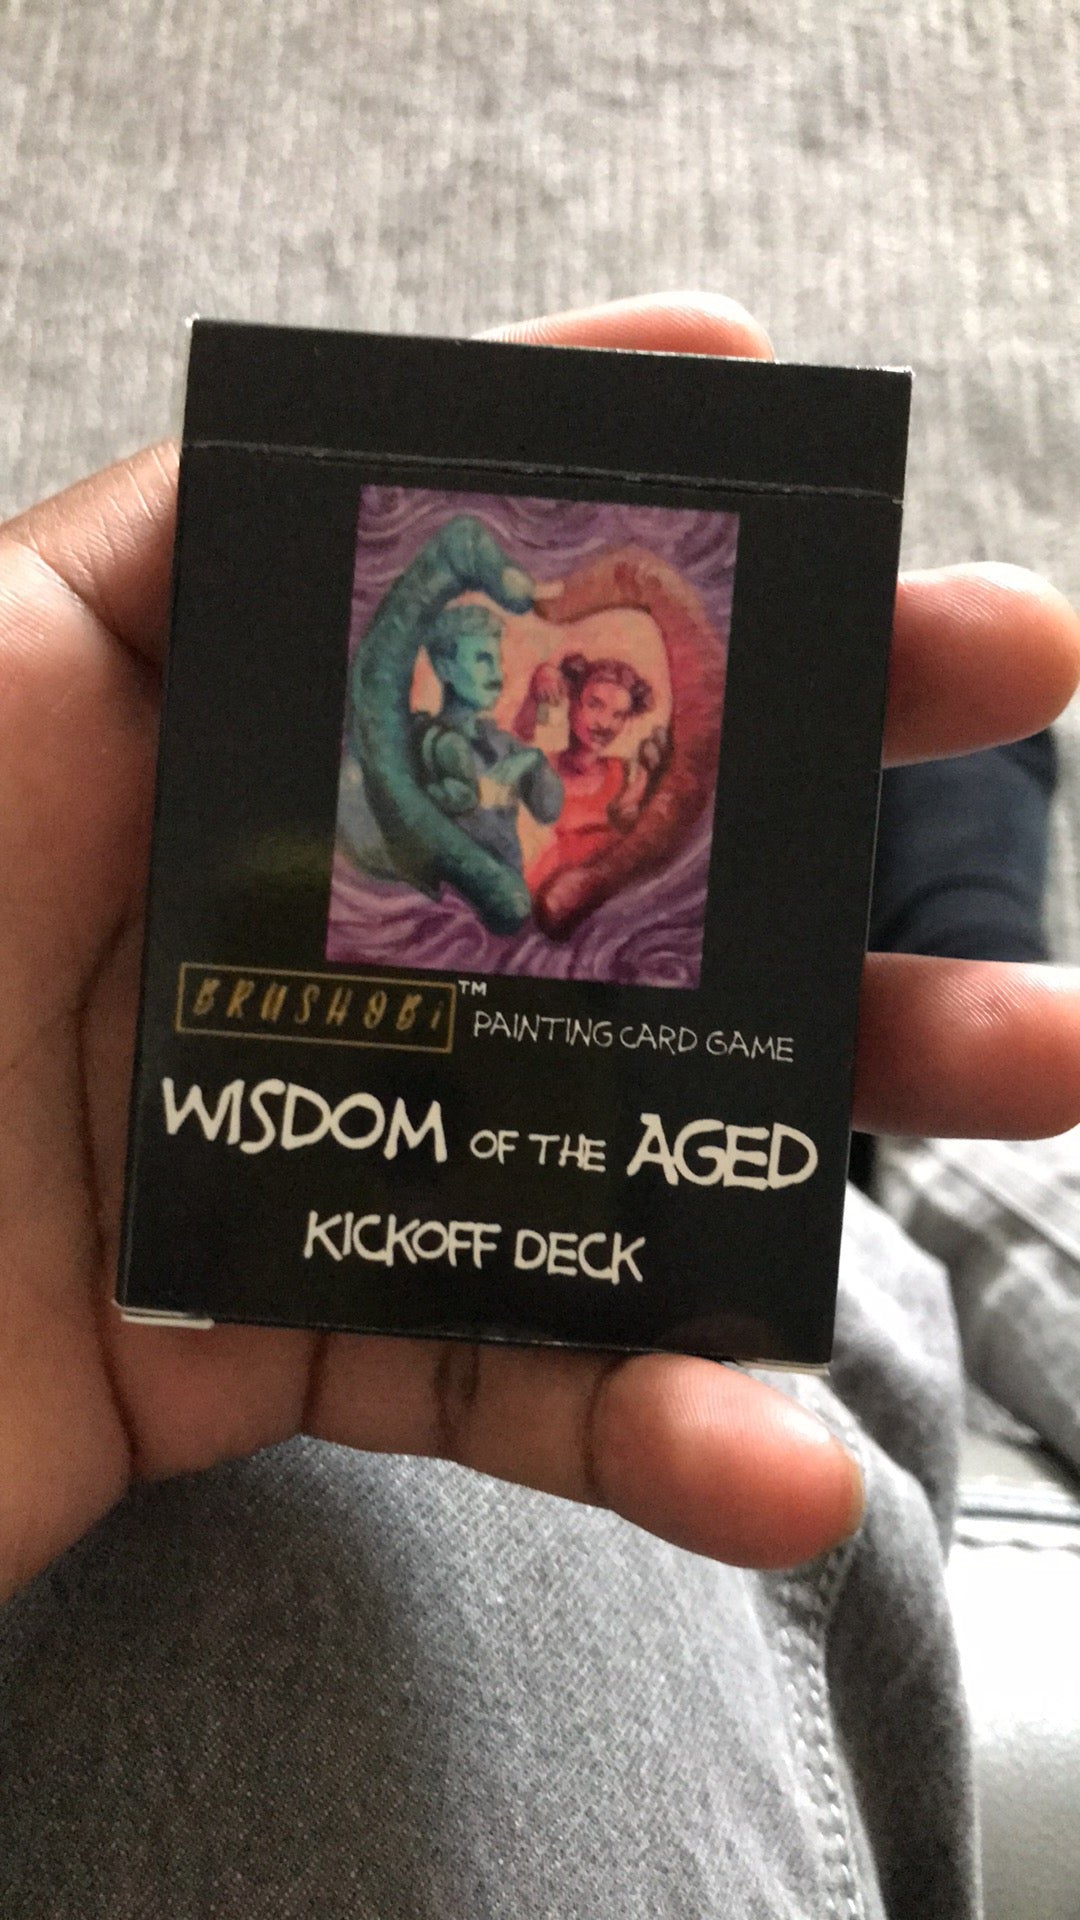 BRUSHOBi™ PAINTING CARD GAME
WISDOM OF THE AGED
KICKOFF DECK